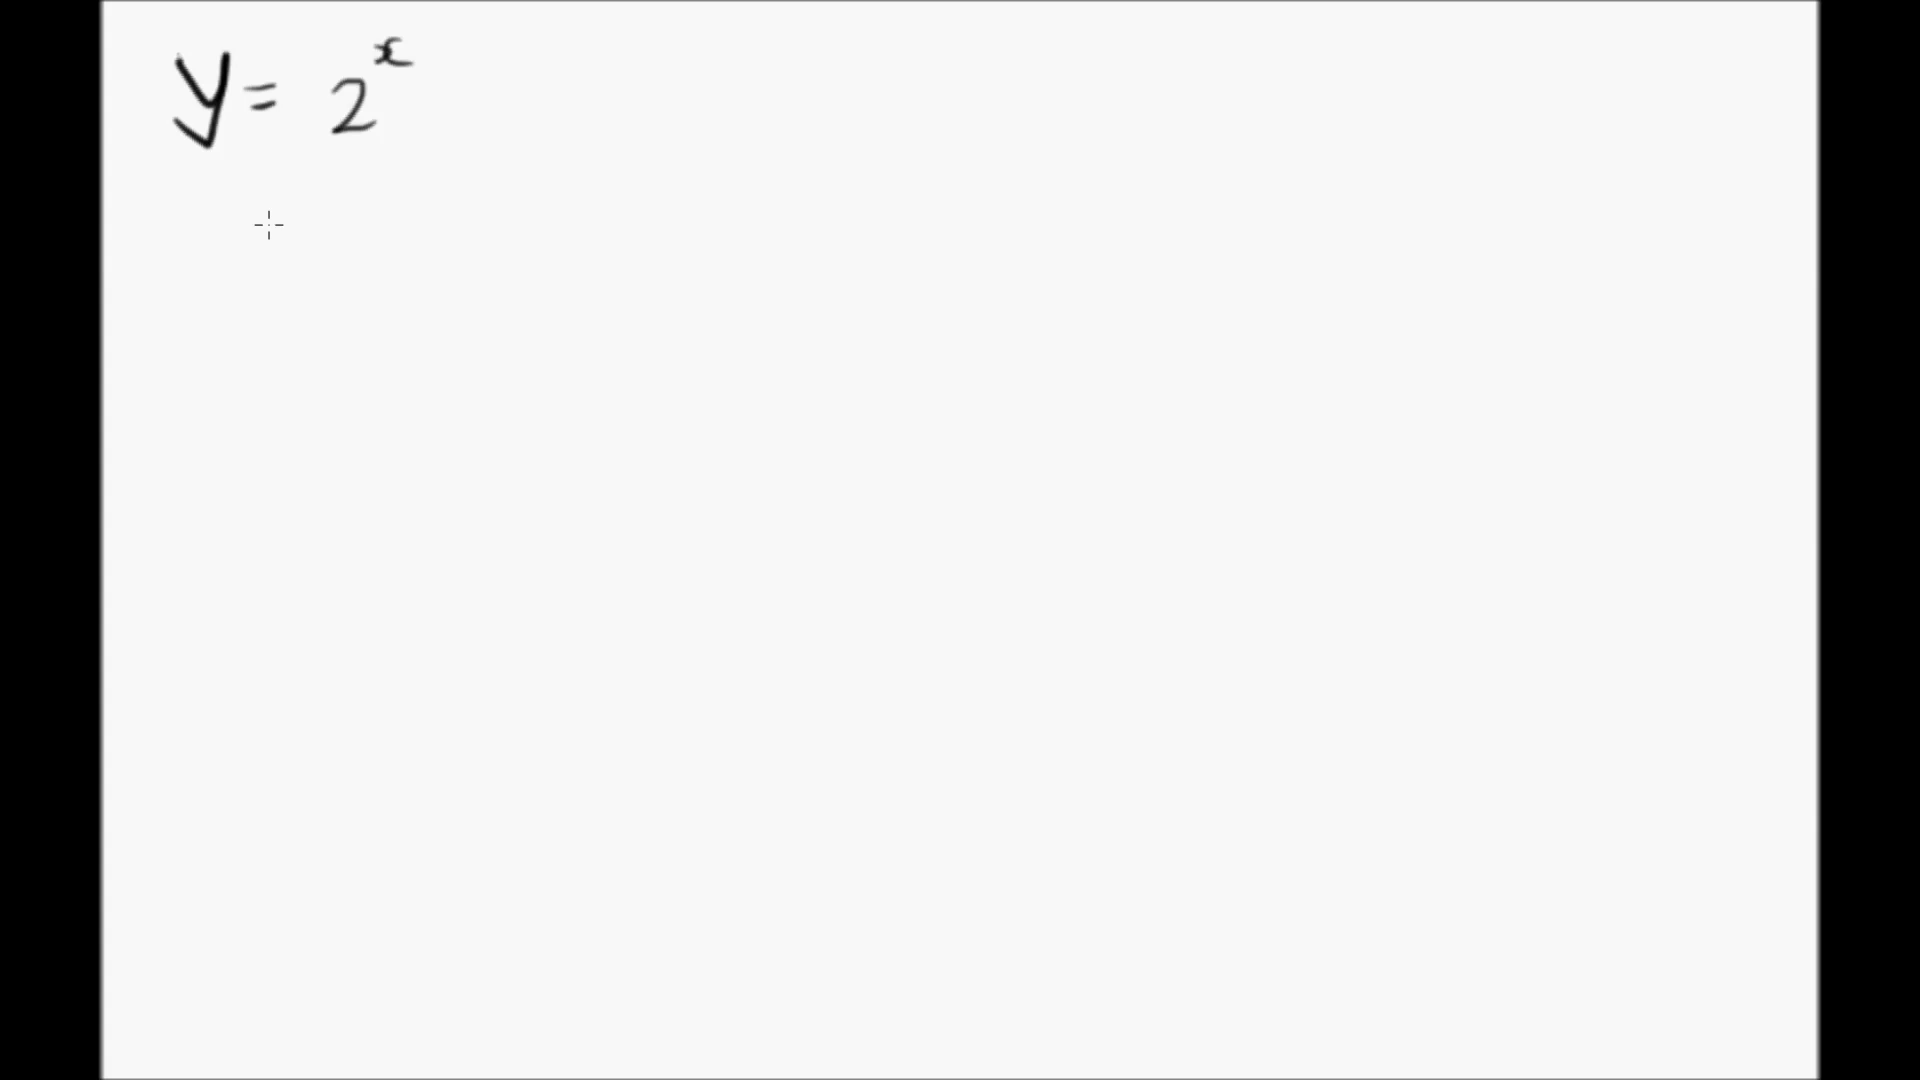 y = 2^x